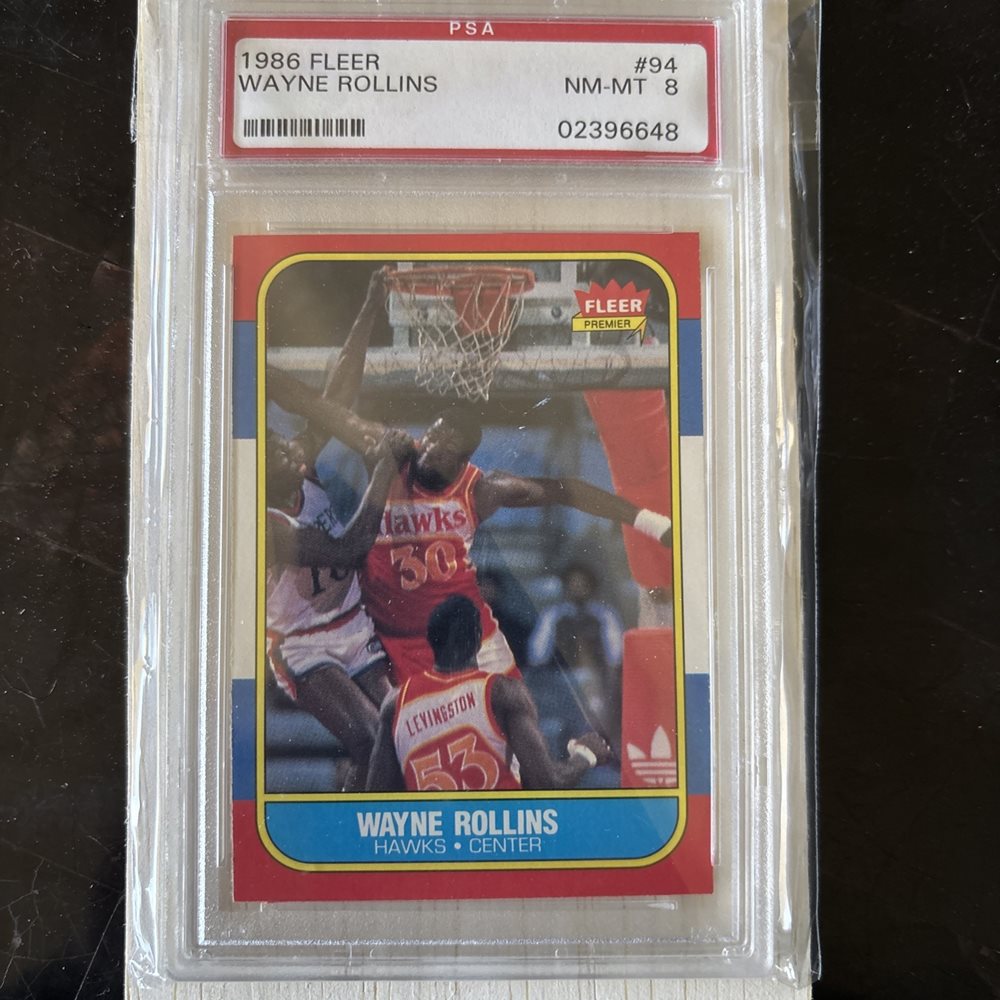 PSA
1986 FLEER #94
WAYNE ROLLINS NM-MT 8
02396648
FLEER
PREMIER
Hawks
30
LEVINGSTON
53
WAYNE ROLLINS
HAWKS • CENTER